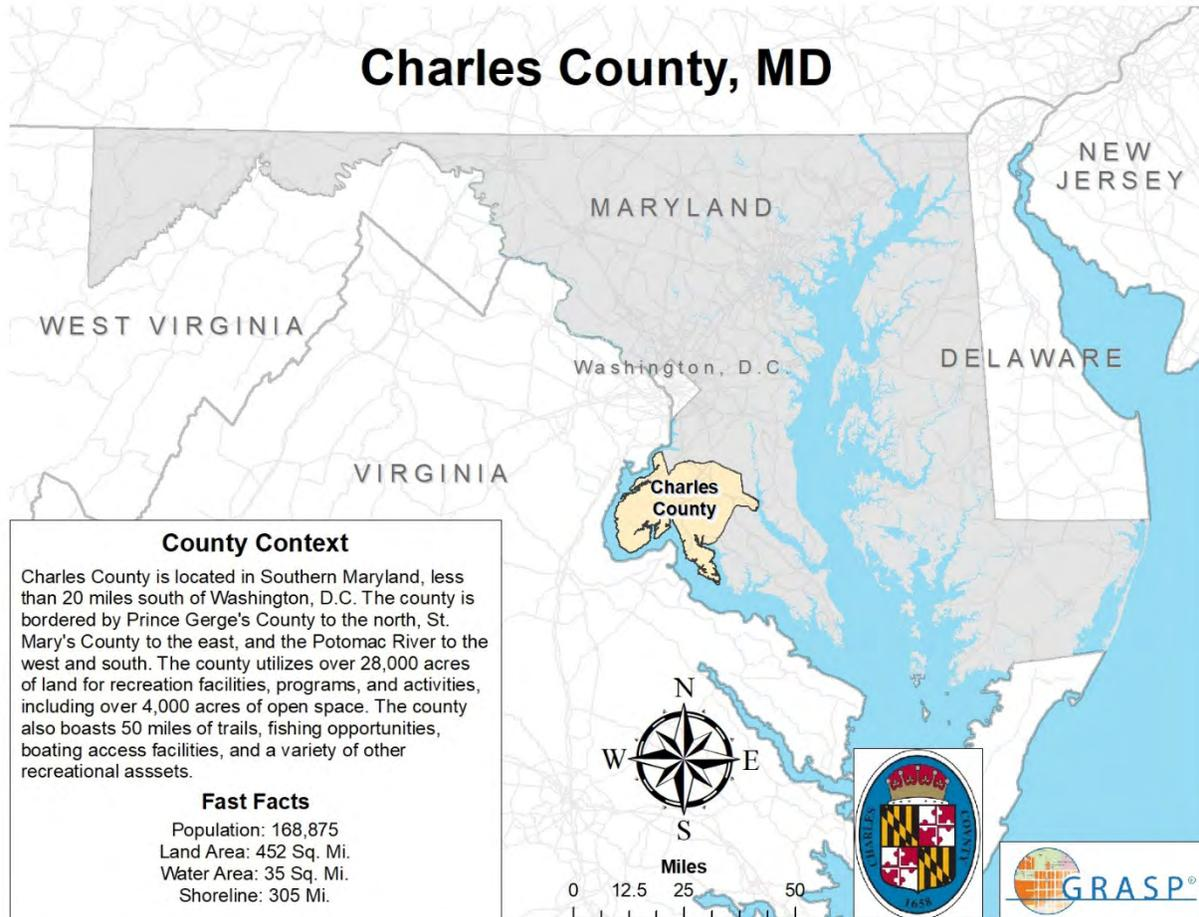 Charles County, MD
NEW
JERSEY
MARYLAND
WEST VIRGINIA
Washington, D.C.
DELAWARE
VIRGINIA
Charles
County
County Context
Charles County is located in Southern Maryland, less
than 20 miles south of Washington, D.C. The county is
bordered by Prince Gerge's County to the north, St.
Mary's County to the east, and the Potomac River to the
west and south. The county utilizes over 28,000 acres
of land for recreation facilities, programs, and activities,
including over 4,000 acres of open space. The county
also boasts 50 miles of trails, fishing opportunities,
boating access facilities, and a variety of other
recreational asssets.
Fast Facts
Population: 168,875
Land Area: 452 Sq. Mi.
Water Area: 35 Sq. Mi.
Shoreline: 305 Mi.
N
W E
S
Miles
0 12.5 25 50
CHARLES COVNTY
1658
GRASP®